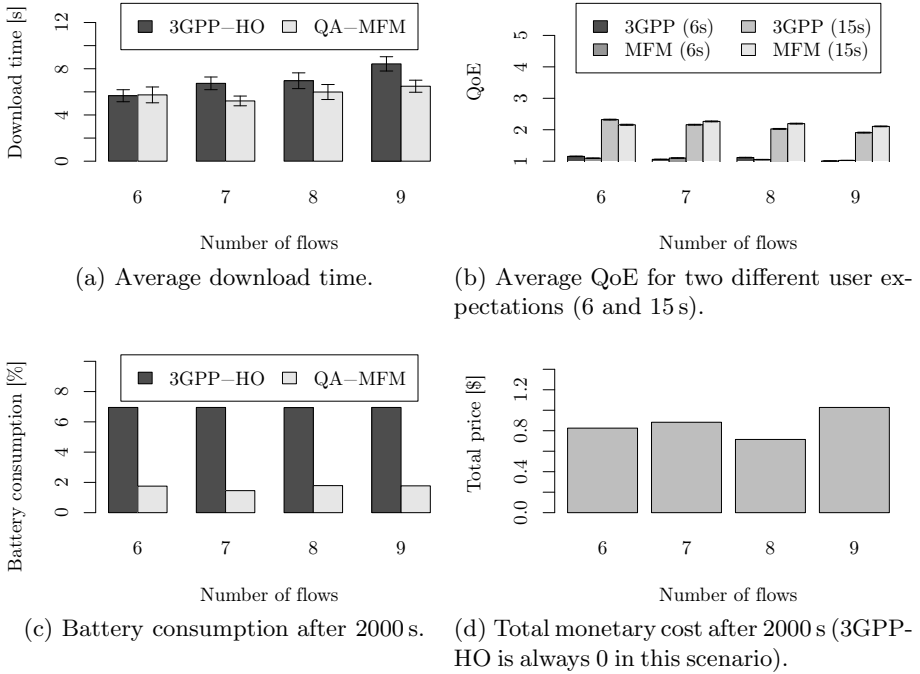 Download time [s]
12
8
4
0
3GPP−HO QA−MFM
6 7 8 9
Number of flows
(a) Average download time.
QoE
5
4
3
2
1
3GPP (6s) 3GPP (15s)
MFM (6s) MFM (15s)
6 7 8 9
Number of flows
(b) Average QoE for two different user ex-
pectations (6 and 15 s).
Battery consumption [%]
8
6
4
2
0
3GPP−HO QA−MFM
6 7 8 9
Number of flows
(c) Battery consumption after 2000 s.
Total price [$]
1.2
0.8
0.4
0.0
6 7 8 9
Number of flows
(d) Total monetary cost after 2000 s (3GPP-
HO is always 0 in this scenario).